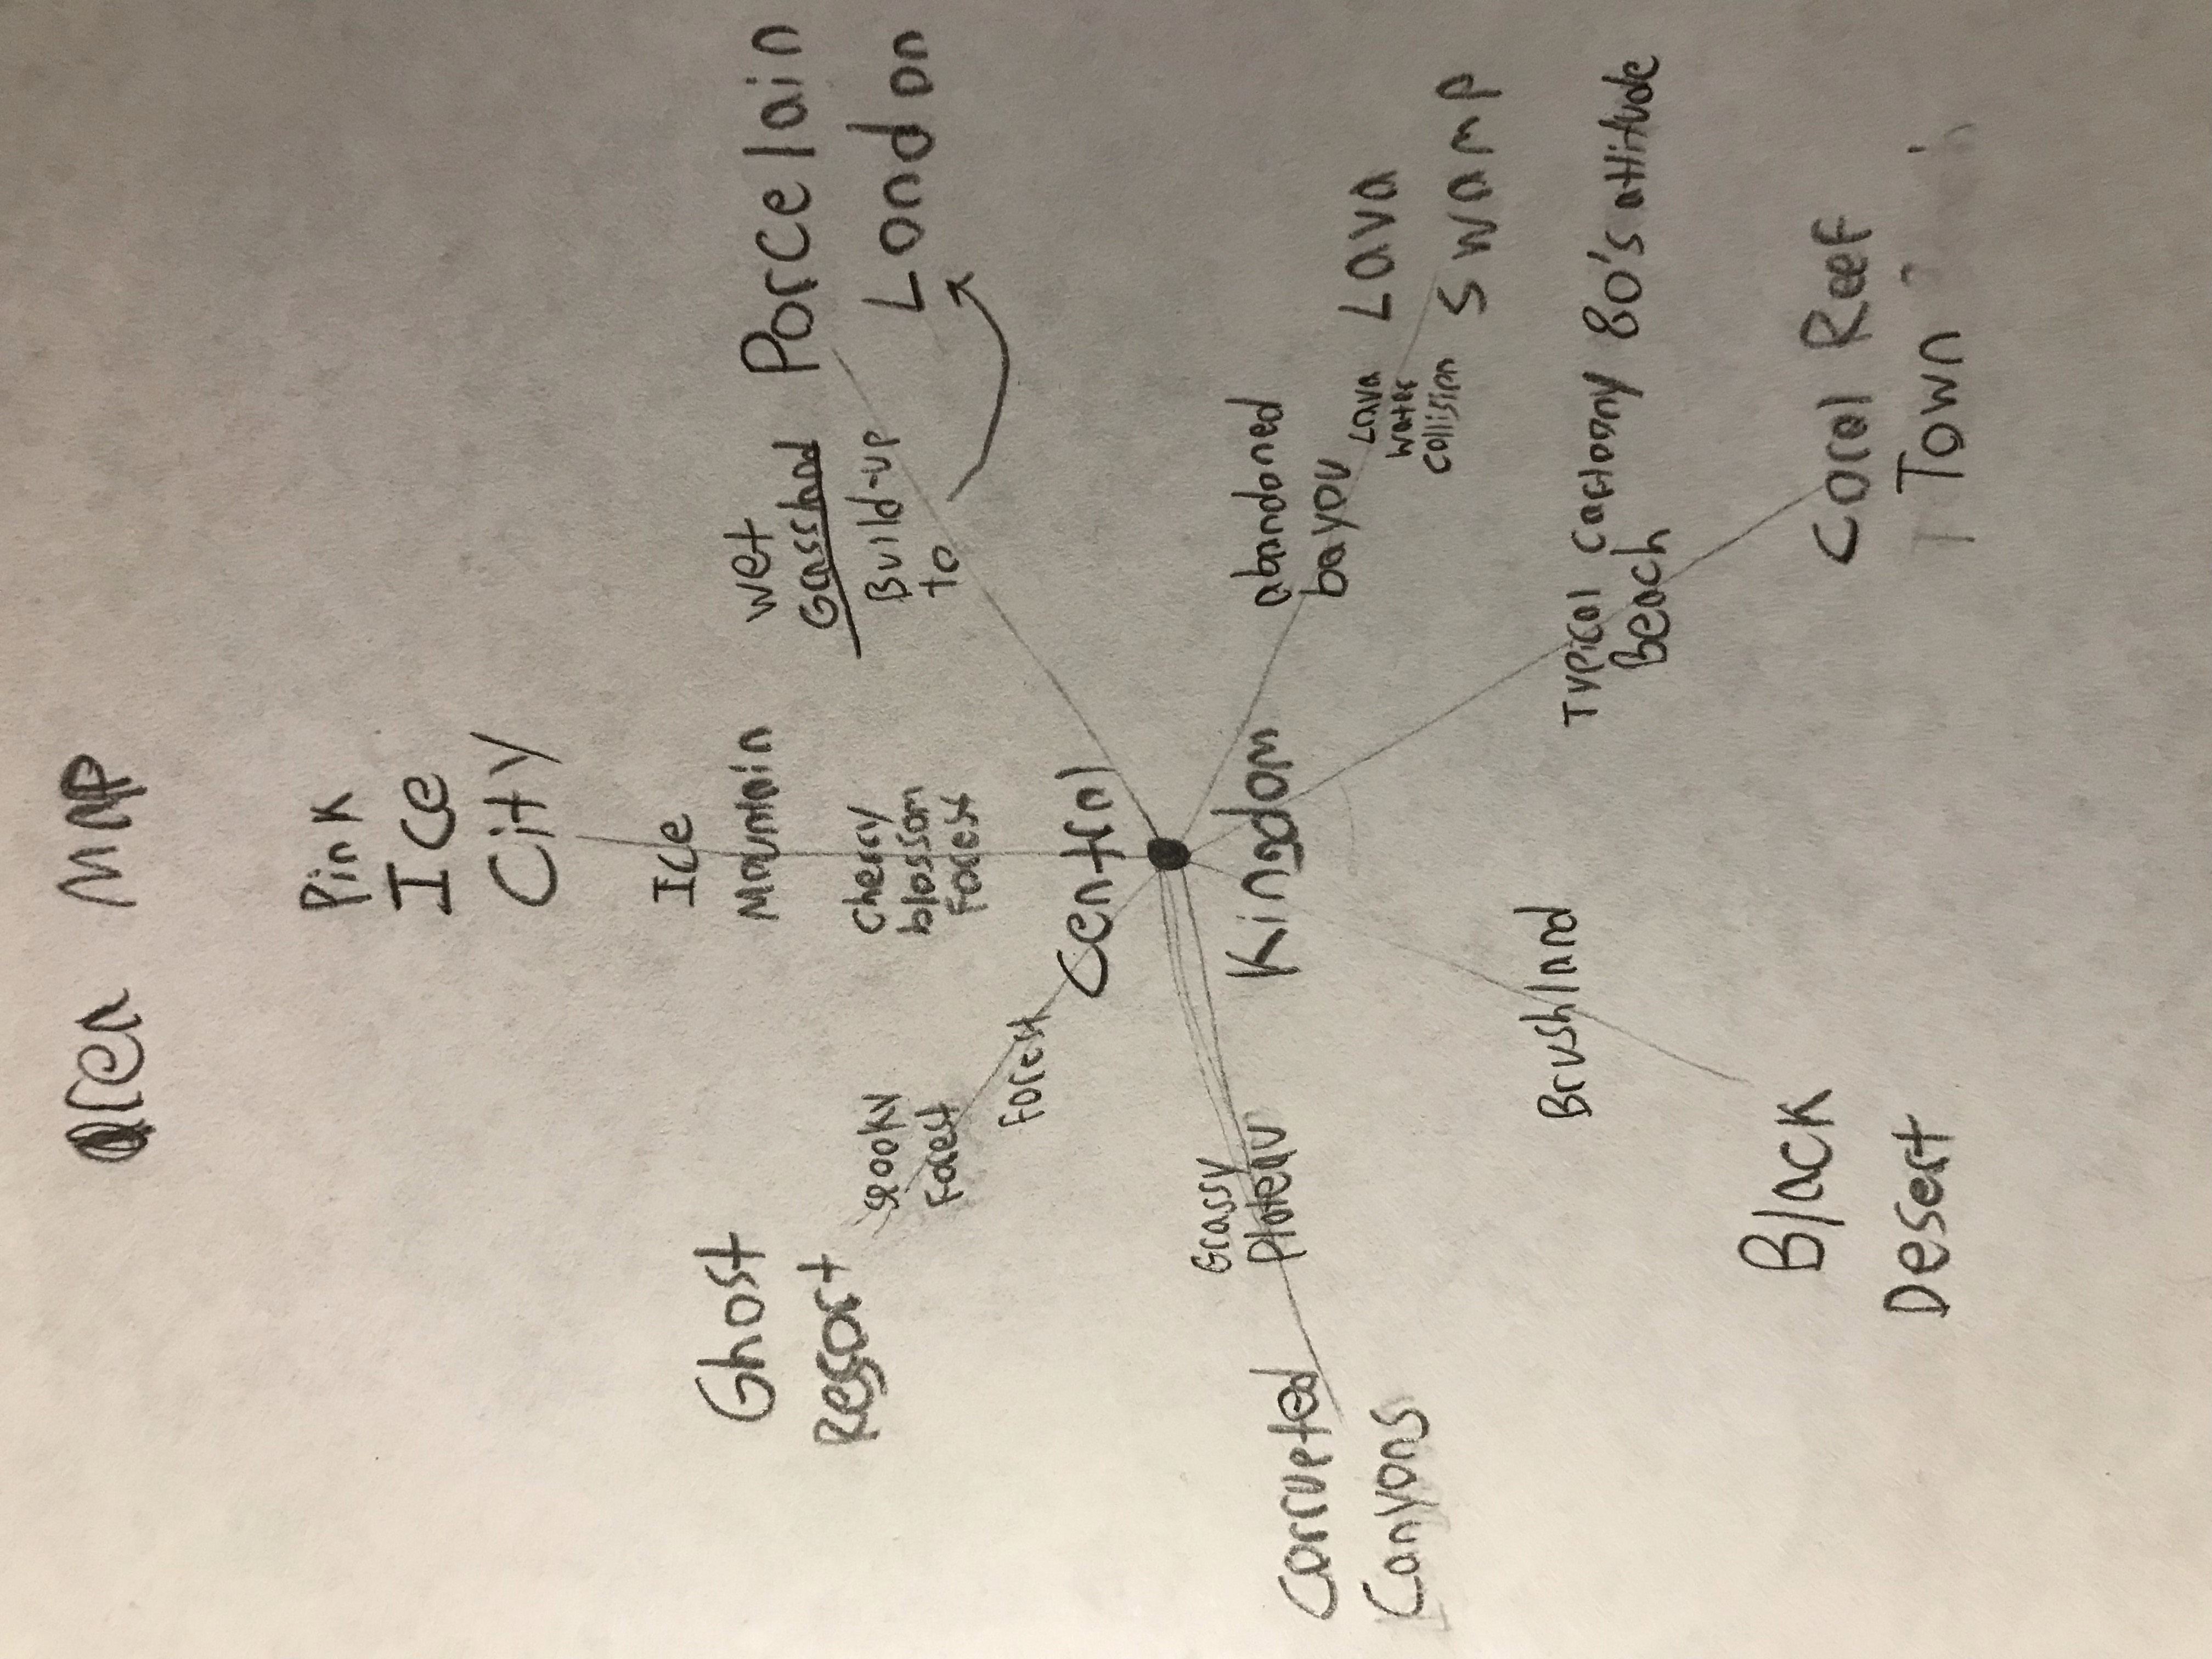 Area Map
Pink
Ice
City
Ice
Mountain
Cherry
blossom
Forest
Ghost
Resort
Spooky
Forest
Forest
wet
Grassland
Build-up
to
Porcelain
London
Central
Kingdom
Grassy
Plateau
Corrupted
Canyons
abandoned
bayou
Lava
Water
Collision
Lava
Swamp
Brushland
Typical Cartoony 80's attitude
Beach
Black
Desert
Coral Reef
Town